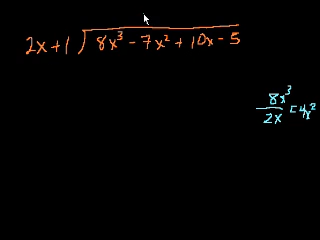 2x+1 ) 8x³ - 7x² + 10x - 5
8x³
2x = 4x²